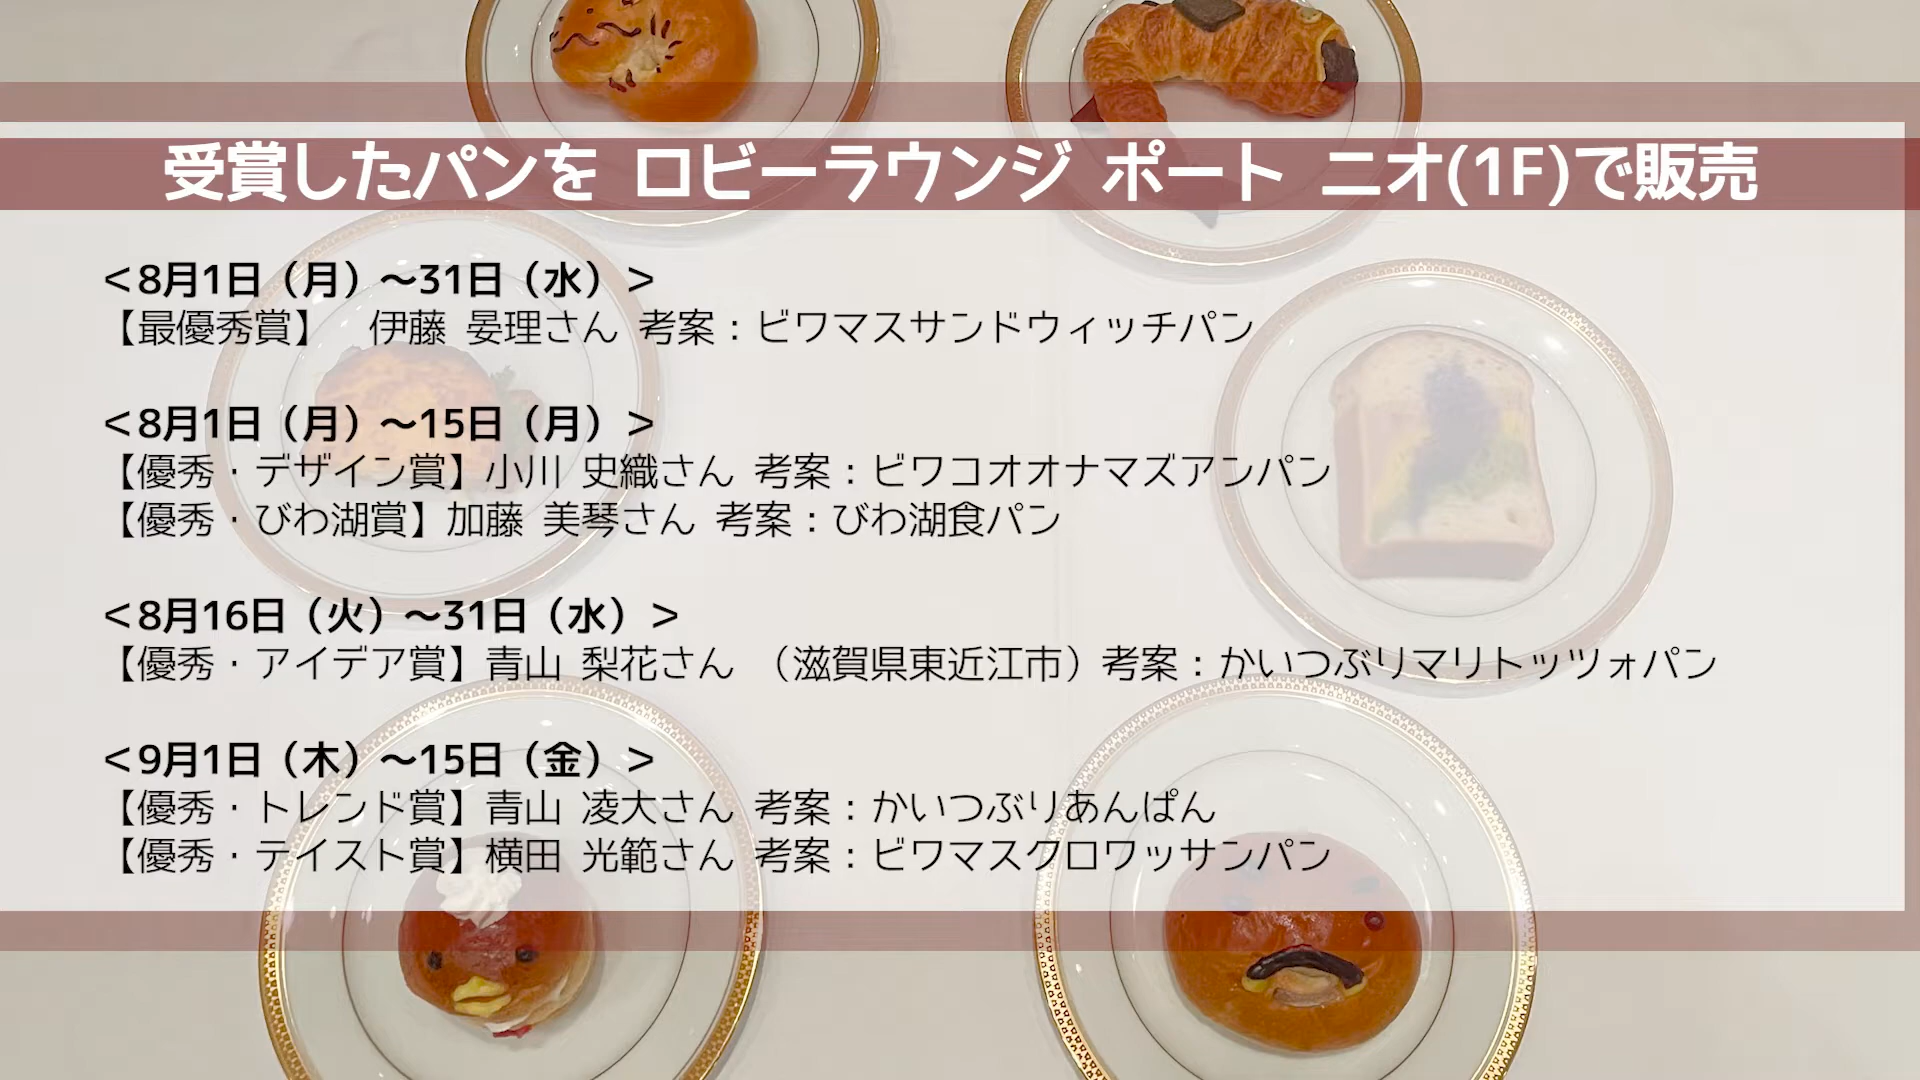 受賞したパンを ロビーラウンジ ポート ニオ(1F)で販売
<8月1日（月）～31日（水）>
【最優秀賞】　伊藤 晏理さん 考案：ビワマスサンドウィッチパン
<8月1日（月）～15日（月）>
【優秀・デザイン賞】小川 史織さん 考案：ビワコオオナマズアンパン
【優秀・びわ湖賞】加藤 美琴さん 考案：びわ湖食パン
<8月16日（火）～31日（水）>
【優秀・アイデア賞】青山 梨花さん （滋賀県東近江市）考案：かいつぶりマリトッツォパン
<9月1日（木）～15日（金）>
【優秀・トレンド賞】青山 凌大さん 考案：かいつぶりあんぱん
【優秀・テイスト賞】横田 光範さん 考案：ビワマスクロワッサンパン